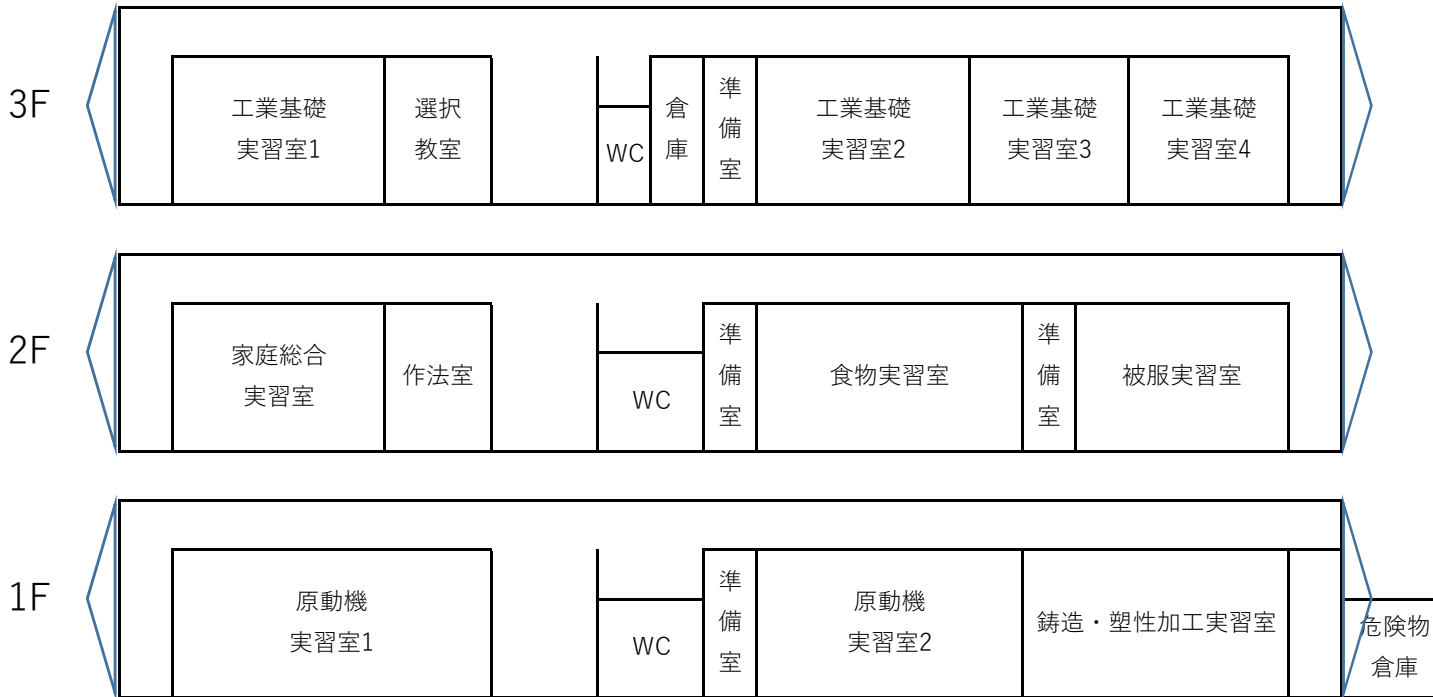 3F
工業基礎
実習室1
選択
教室
WC
倉
庫
準
備
室
工業基礎
実習室2
工業基礎
実習室3
工業基礎
実習室4
2F
家庭総合
実習室
作法室
WC
準
備
室
食物実習室
準
備
室
被服実習室
1F
原動機
実習室1
WC
準
備
室
原動機
実習室2
鋳造・塑性加工実習室
危険物
倉庫